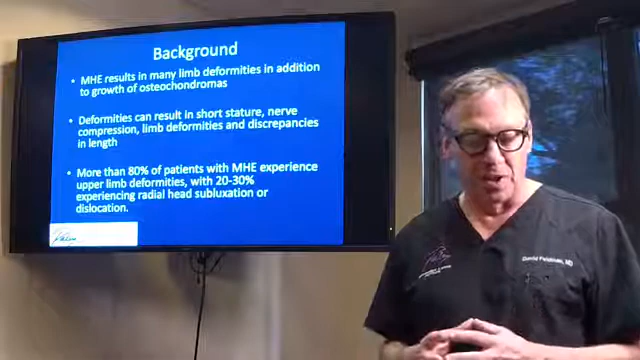 Background
• MHE results in many limb deformities in addition
to growth of osteochondromas
• Deformities can result in short stature, nerve
compression, limb deformities and discrepancies
in length
• More than 80% of patients with MHE experience
upper limb deformities, with 20-30%
experiencing radial head subluxation or
dislocation.
Paley
Paley
David Feldman, MD